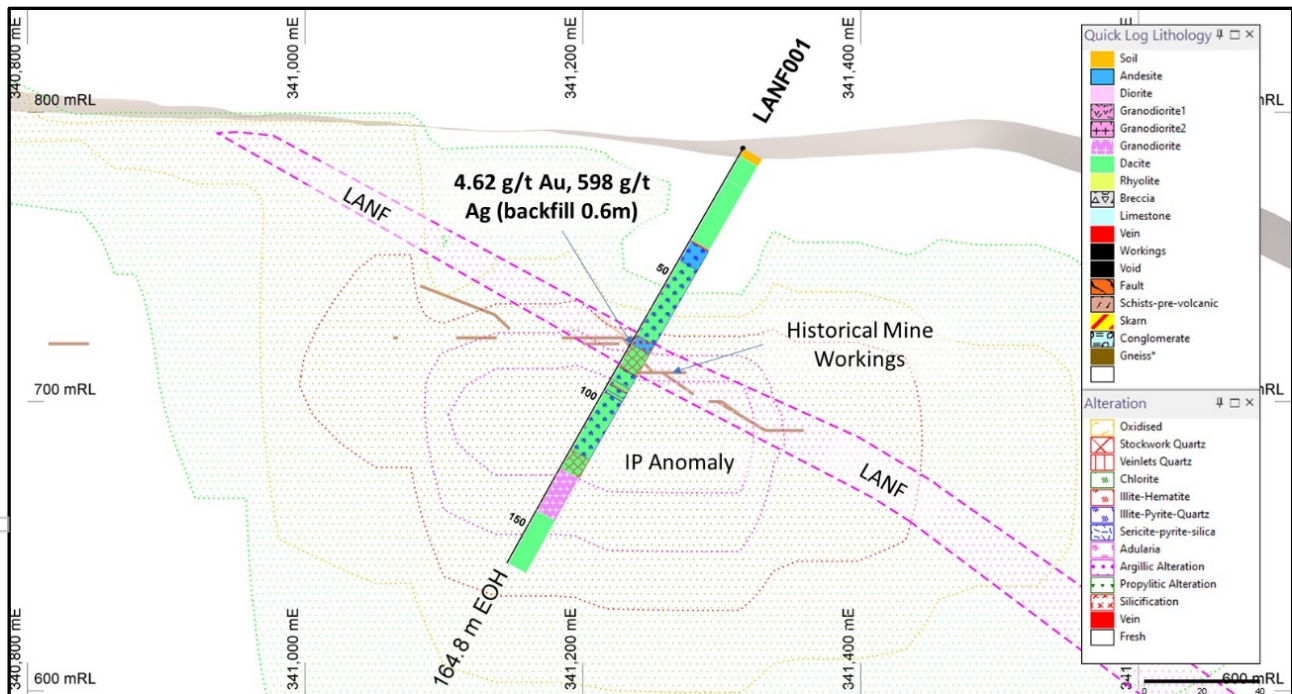 340,800 mE
341,000 mE
341,200 mE
341,400 mE
mE
LANF001
800 mRL
mRL
LANF
4.62 g/t Au, 598 g/t
Ag (backfill 0.6m)
50
Historical Mine
Workings
700 mRL
100
IP Anomaly
LANF
150
164.8 m EOH
340,800 mE
341,000 mE
341,200 mE
341,400 mE
600 mRL
600 mRL
0
20
40
Quick Log Lithology
Soil
Andesite
Diorite
Granodiorite1
Granodiorite2
Granodiorite
Dacite
Rhyolite
Breccia
Limestone
Vein
Workings
Void
Fault
Schists-pre-volcanic
Skarn
Conglomerate
Gneiss*
Alteration
Oxidised
Stockwork Quartz
Veinlets Quartz
Chlorite
Illite-Hematite
Illite-Pyrite-Quartz
Sericite-pyrite-silica
Adularia
Argillic Alteration
Propylitic Alteration
Silicification
Vein
Fresh